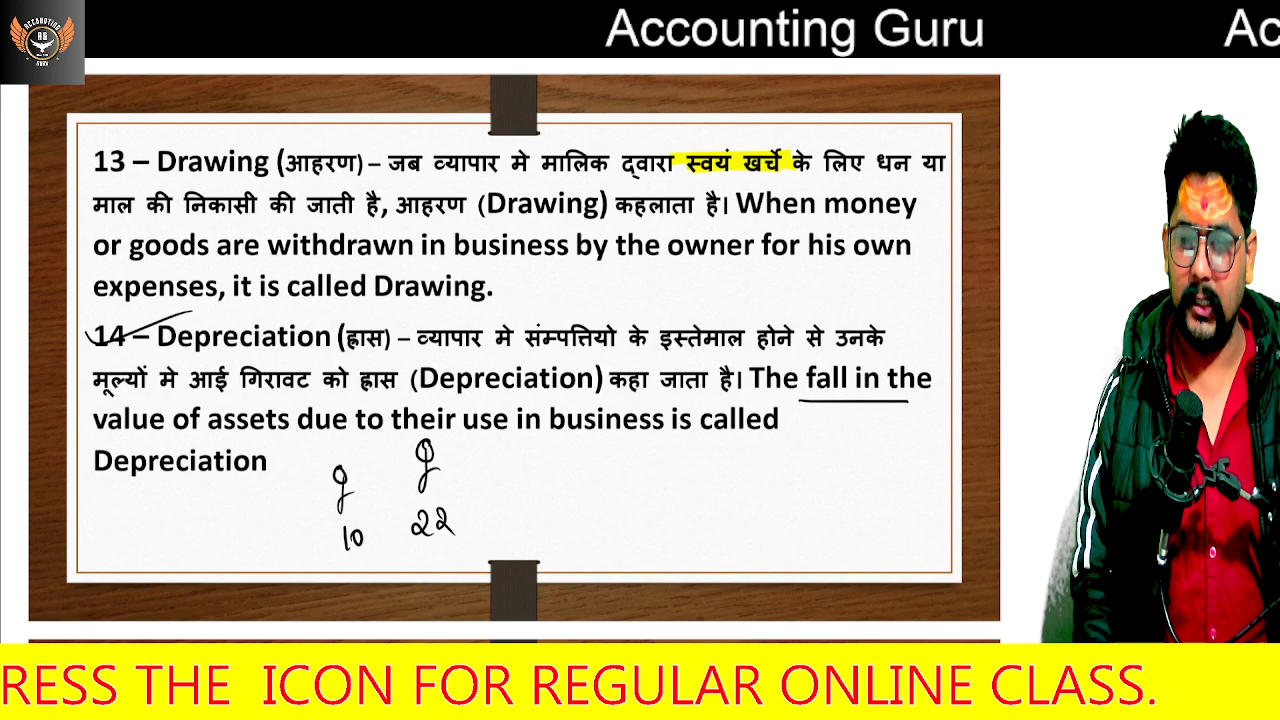 Accounting Guru
Ac
ACCOUNTING
AG
GURU
13 – Drawing (आहरण) – जब व्यापार मे मालिक द्वारा स्वयं खर्चे के लिए धन या
माल की निकासी की जाती है, आहरण (Drawing) कहलाता है। When money
or goods are withdrawn in business by the owner for his own
expenses, it is called Drawing.
14 – Depreciation (ह्रास) – व्यापार मे संम्पत्तियो के इस्तेमाल होने से उनके
मूल्यों मे आई गिरावट को ह्रास (Depreciation) कहा जाता है। The fall in the
value of assets due to their use in business is called
Depreciation
10 22
RESS THE ICON FOR REGULAR ONLINE CLASS.